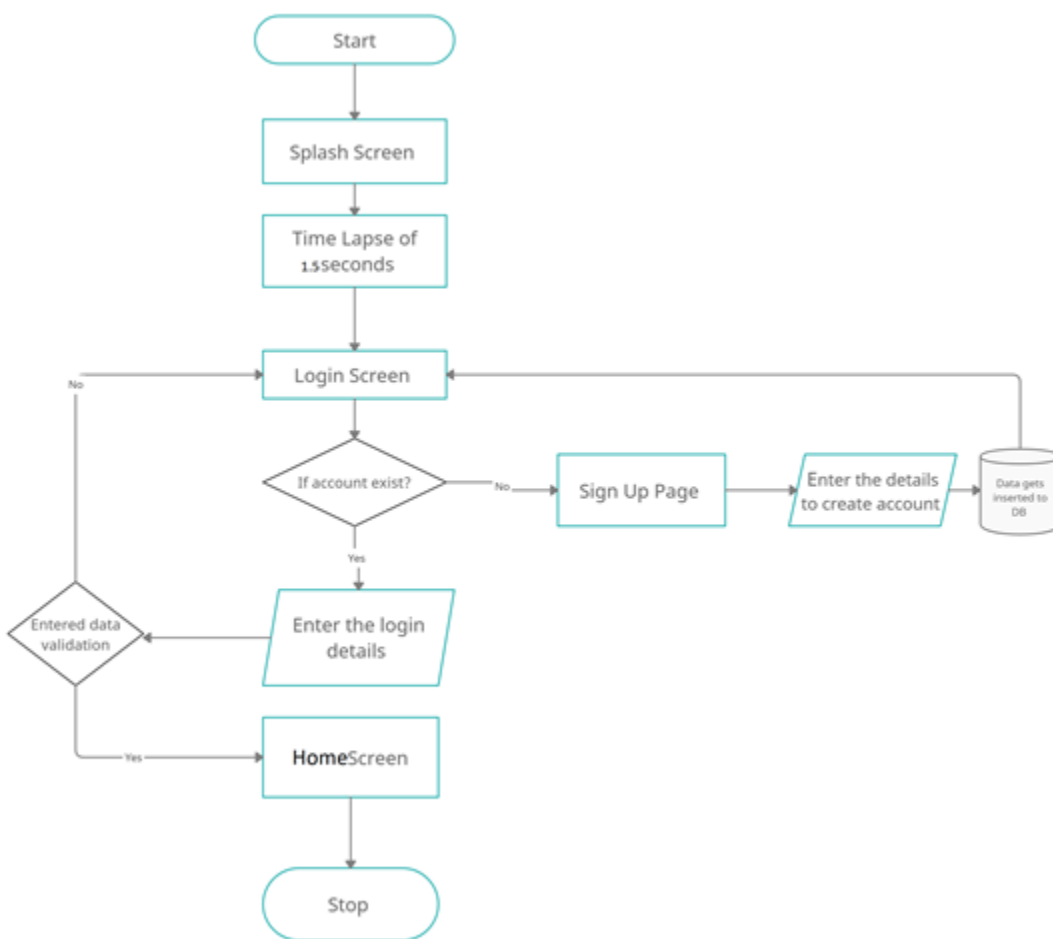 Start
Splash Screen
Time Lapse of
1.5 seconds
Login Screen
No
If account exist?
No
Sign Up Page
Enter the details
to create account
Data gets
inserted to
DB
Yes
Entered data
validation
Enter the login
details
Yes
HomeScreen
Stop